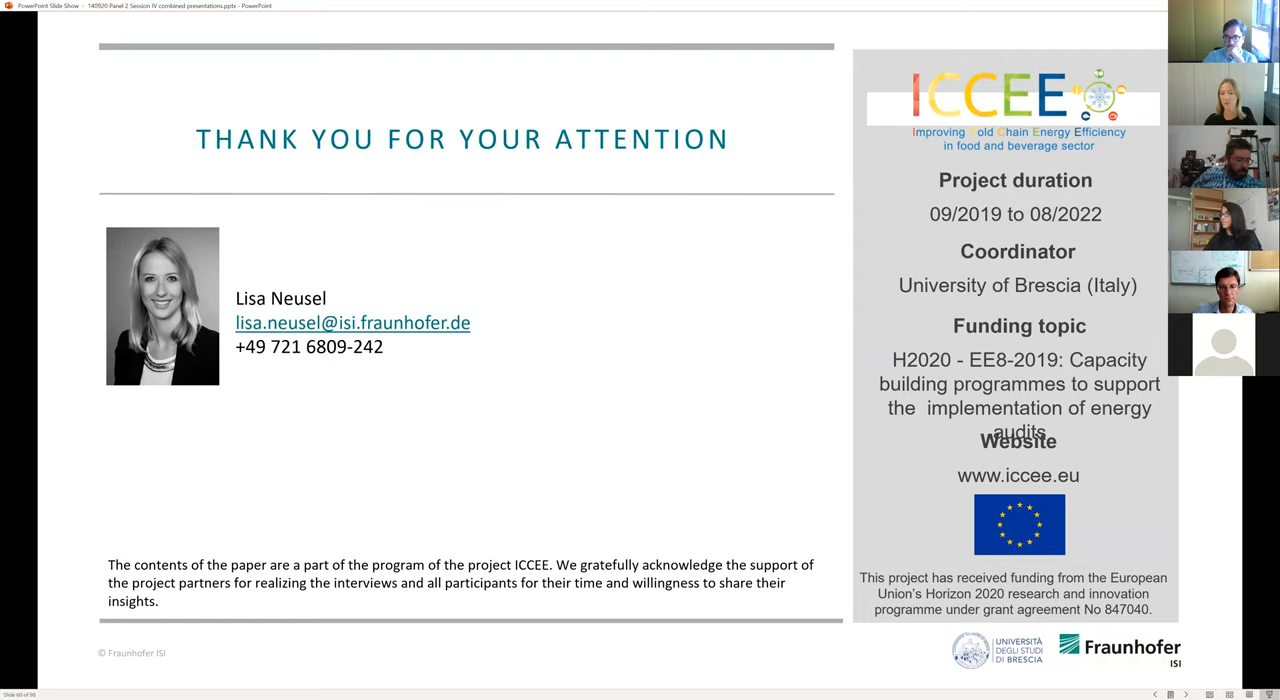 PowerPoint Slide Show - 140920 Panel 2 Session IV combined presentations.ppts - PowerPoint
THANK YOU FOR YOUR ATTENTION
Lisa Neusel
lisa.neusel@isi.fraunhofer.de
+49 721 6809-242
The contents of the paper are a part of the program of the project ICCEE. We gratefully acknowledge the support of
the project partners for realizing the interviews and all participants for their time and willingness to share their
insights.
© Fraunhofer ISI
ICCEE
Improving Cold Chain Energy Efficiency
in food and beverage sector
Project duration
09/2019 to 08/2022
Coordinator
University of Brescia (Italy)
Funding topic
H2020 - EE8-2019: Capacity
building programmes to support
the implementation of energy
audits
Website
www.iccee.eu
This project has received funding from the European
Union's Horizon 2020 research and innovation
programme under grant agreement No 847040.
UNIVERSITÀ
DEGLI STUDI
DI BRESCIA
Fraunhofer
ISI
Slide 60 of 98